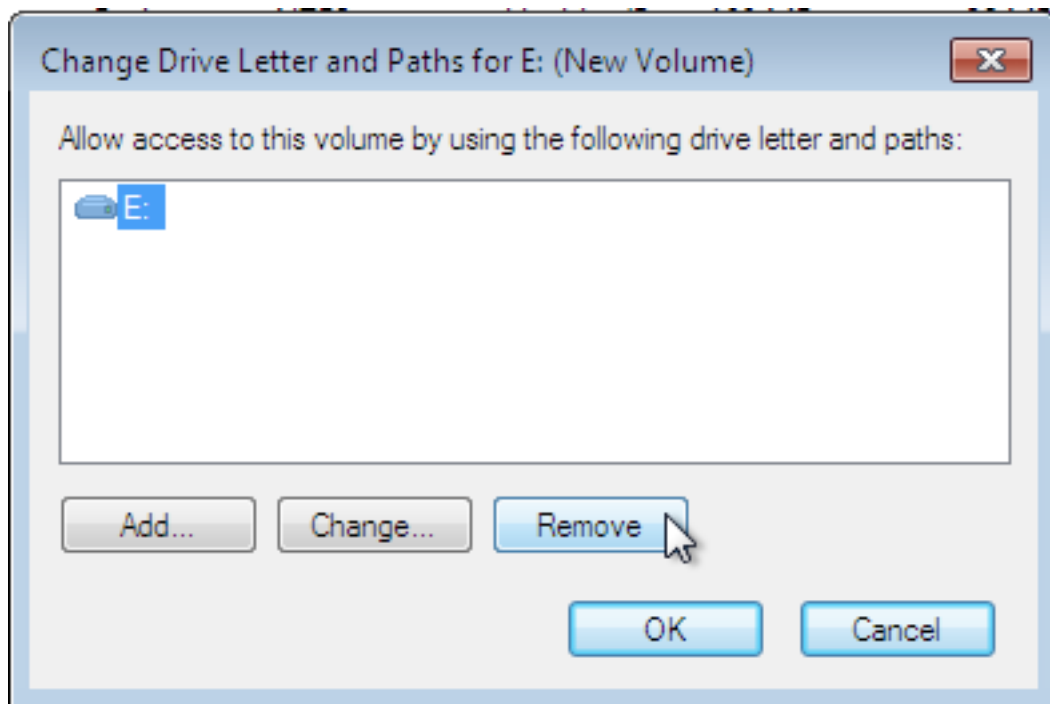 Change Drive Letter and Paths for E: (New Volume)
Allow access to this volume by using the following drive letter and paths:
E:
Add... Change... Remove
OK Cancel